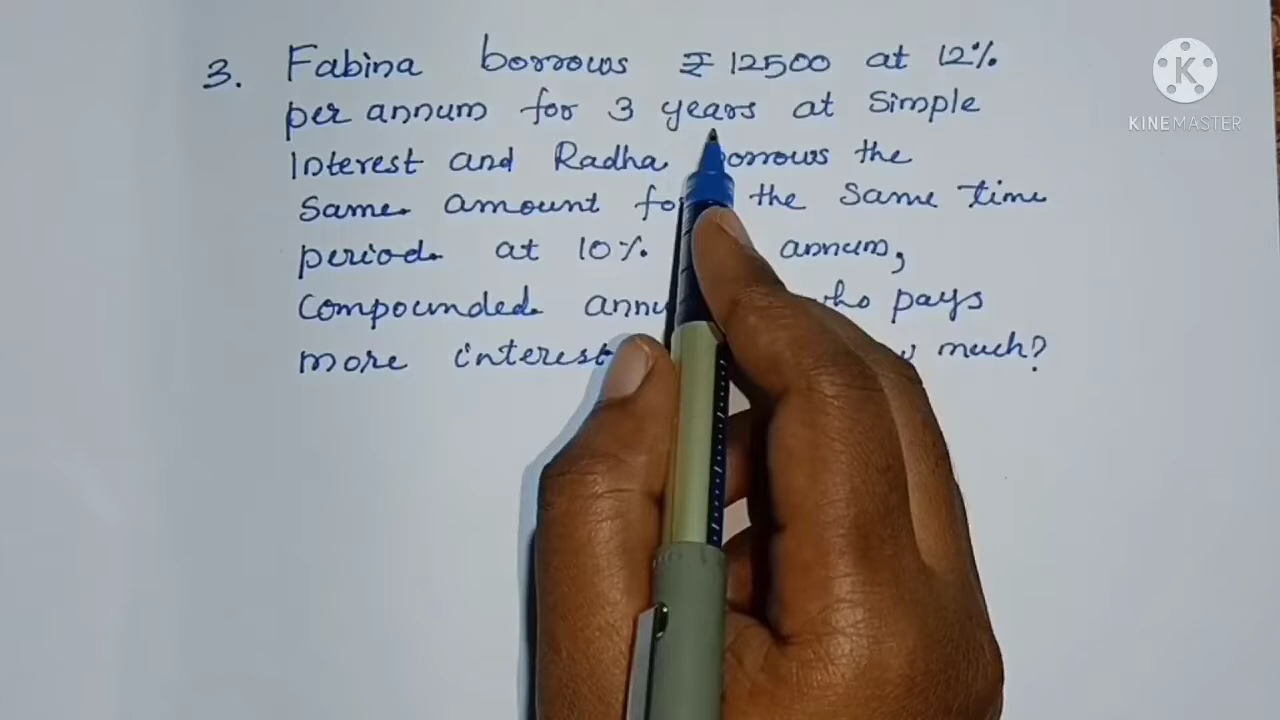 3. Fabina borrows ₹ 12500 at 12%
per annum for 3 years at Simple
Interest and Radha borrows the
Same amount the Same time
period at 10% annum,
Compounded who pays
more interest much?
K
KINEMASTER